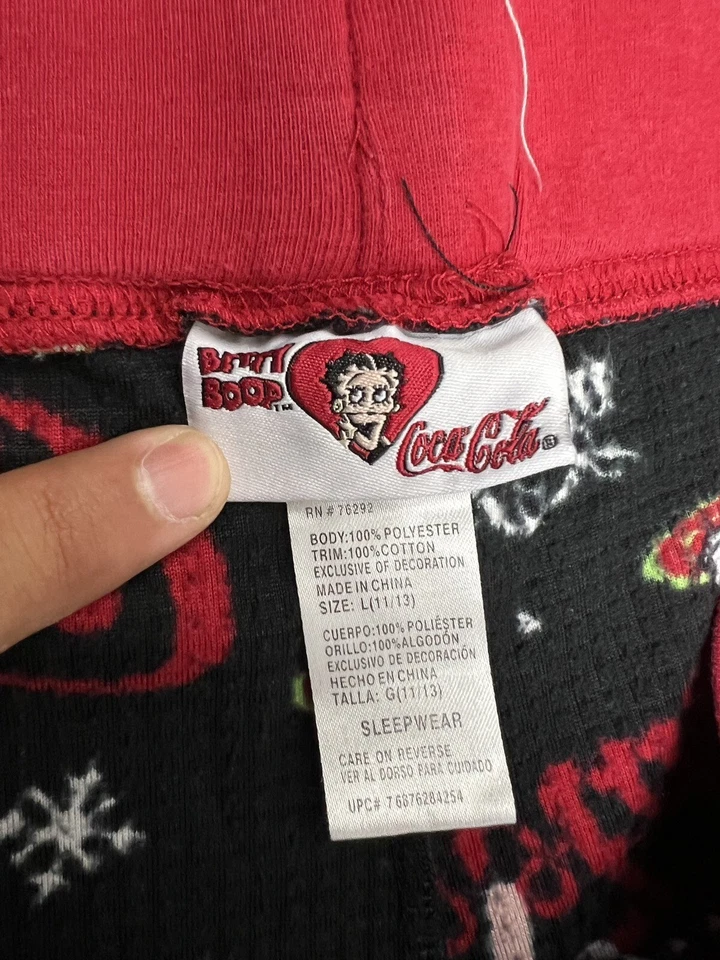 BETTY
BOOP™
Coca-Cola®
RN # 76292
BODY:100% POLYESTER
TRIM:100% COTTON
EXCLUSIVE OF DECORATION
MADE IN CHINA
SIZE: L(11/13)
CUERPO:100% POLIÉSTER
ORILLO:100% ALGODÓN
EXCLUSIVO DE DECORACIÓN
HECHO EN CHINA
TALLA: G(11/13)
SLEEPWEAR
CARE ON REVERSE
VER AL DORSO PARA CUIDADO
UPC# 76876284254